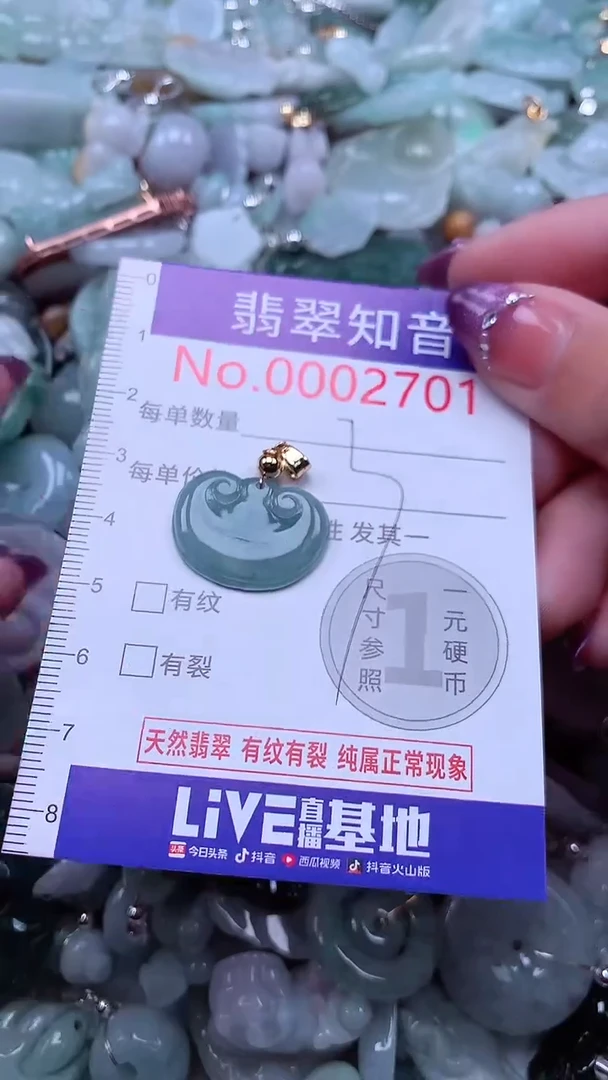 0
1
2
3
4
5
6
7
8
翡翠知音
No.0002701
每单数量
每单价
性发其一
有纹
有裂
尺寸参照
1
一元硬币
天然翡翠 有纹有裂 纯属正常现象
LiVE直播基地
头条 今日头条 抖音 西瓜视频 抖音火山版